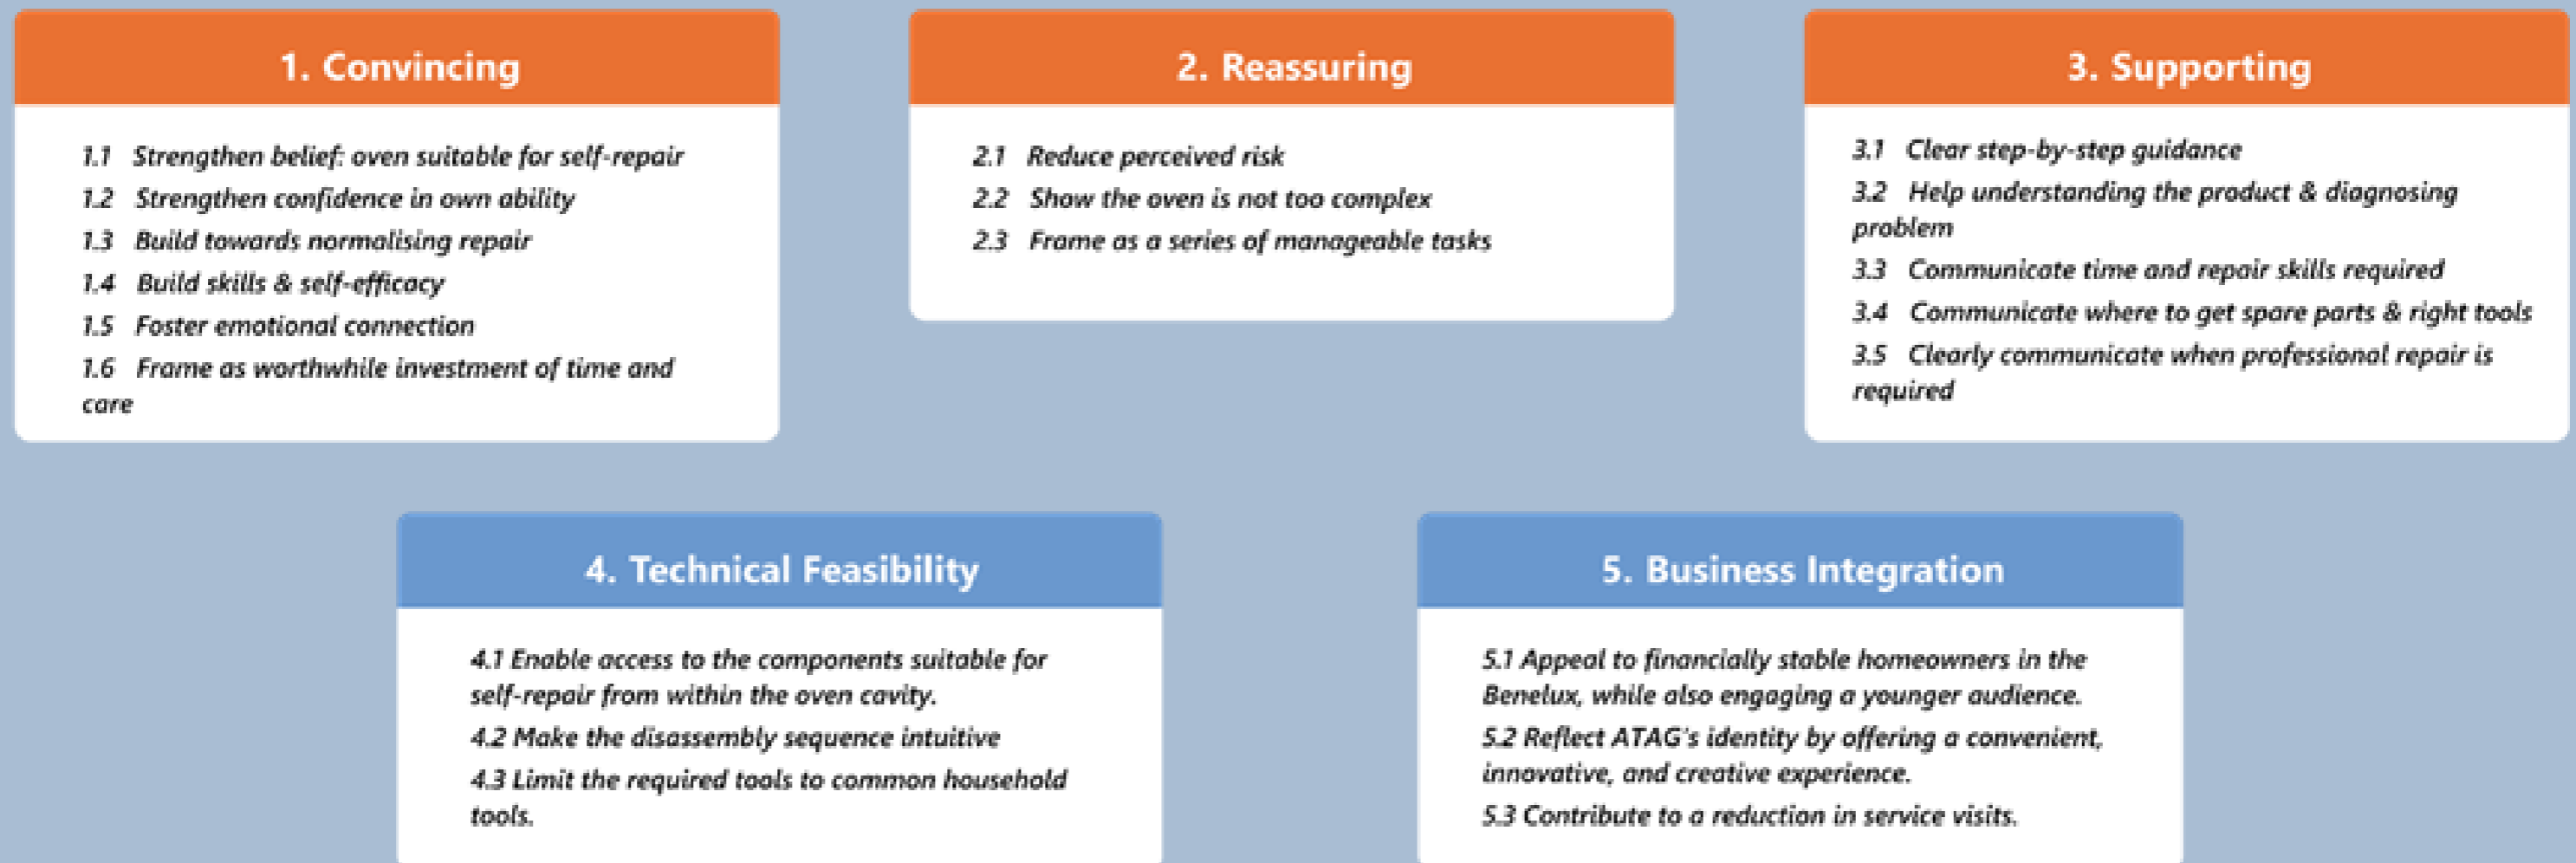 1. Convincing
1.1 Strengthen belief: oven suitable for self-repair
1.2 Strengthen confidence in own ability
1.3 Build towards normalising repair
1.4 Build skills & self-efficacy
1.5 Foster emotional connection
1.6 Frame as worthwhile investment of time and
care
2. Reassuring
2.1 Reduce perceived risk
2.2 Show the oven is not too complex
2.3 Frame as a series of manageable tasks
3. Supporting
3.1 Clear step-by-step guidance
3.2 Help understanding the product & diagnosing
problem
3.3 Communicate time and repair skills required
3.4 Communicate where to get spare parts & right tools
3.5 Clearly communicate when professional repair is
required
4. Technical Feasibility
4.1 Enable access to the components suitable for
self-repair from within the oven cavity.
4.2 Make the disassembly sequence intuitive
4.3 Limit the required tools to common household
tools.
5. Business Integration
5.1 Appeal to financially stable homeowners in the
Benelux, while also engaging a younger audience.
5.2 Reflect ATAG's identity by offering a convenient,
innovative, and creative experience.
5.3 Contribute to a reduction in service visits.